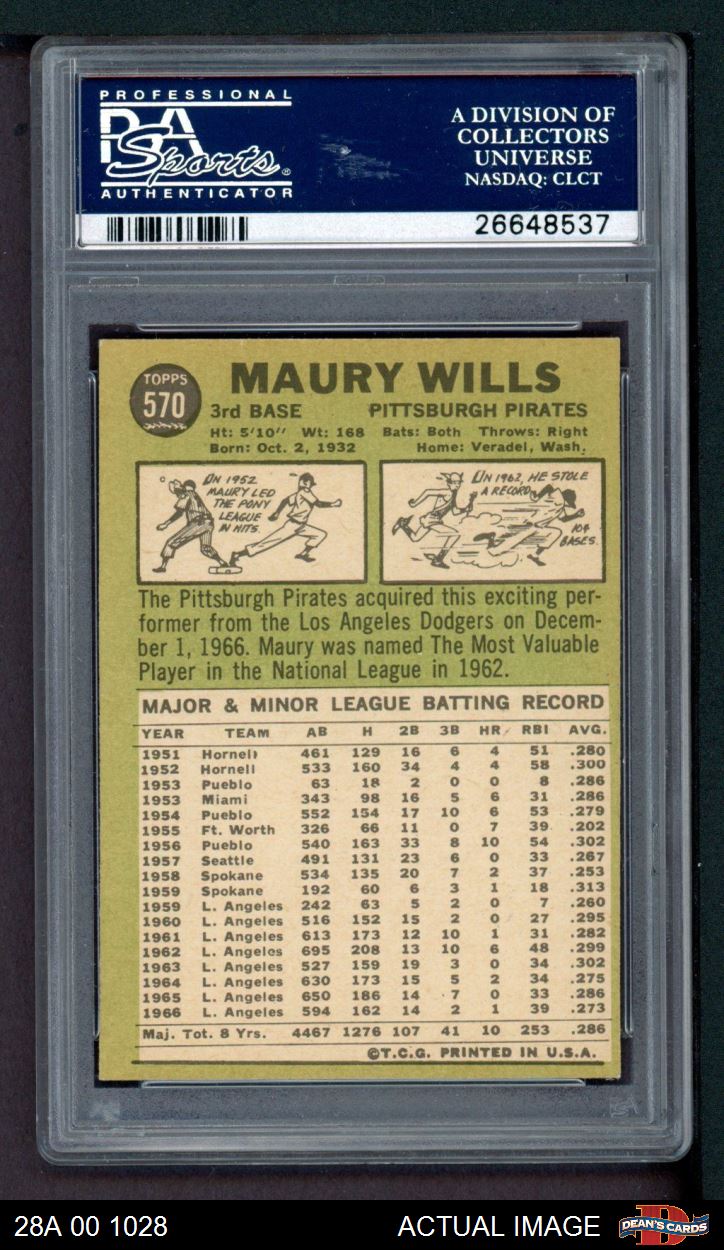 PROFESSIONAL
PSA
Sports®
AUTHENTICATOR
A DIVISION OF
COLLECTORS
UNIVERSE
NASDAQ: CLCT
26648537
TOPPS
570
MAURY WILLS
3rd BASE PITTSBURGH PIRATES
Ht: 5'10" Wt: 168 Bats: Both Throws: Right
Born: Oct. 2, 1932 Home: Veradel, Wash.
IN 1952
MAURY LED
THE PONY
LEAGUE
IN HITS.
IN 1962, HE STOLE
A RECORD
104
BASES.
The Pittsburgh Pirates acquired this exciting per-
former from the Los Angeles Dodgers on Decem-
ber 1, 1966. Maury was named The Most Valuable
Player in the National League in 1962.
MAJOR & MINOR LEAGUE BATTING RECORD
YEAR TEAM AB H 2B 3B HR RBI AVG.
1951 Hornell 461 129 16 6 4 51 .280
1952 Hornell 533 160 34 4 4 58 .300
1953 Pueblo 63 18 2 0 0 8 .286
1953 Miami 343 98 16 5 6 31 .286
1954 Pueblo 552 154 17 10 6 53 .279
1955 Ft. Worth 326 66 11 0 7 39 .202
1956 Pueblo 540 163 33 8 10 54 .302
1957 Seattle 491 131 23 6 0 33 .267
1958 Spokane 534 135 20 7 2 37 .253
1959 Spokane 192 60 6 3 1 18 .313
1959 L. Angeles 242 63 5 2 0 7 .260
1960 L. Angeles 516 152 15 2 0 27 .295
1961 L. Angeles 613 173 12 10 1 31 .282
1962 L. Angeles 695 208 13 10 6 48 .299
1963 L. Angeles 527 159 19 3 0 34 .302
1964 L. Angeles 630 173 15 5 2 34 .275
1965 L. Angeles 650 186 14 7 0 33 .286
1966 L. Angeles 594 162 14 2 1 39 .273
Maj. Tot. 8 Yrs. 4467 1276 107 41 10 253 .286
©T.C.G. PRINTED IN U.S.A.
28A 00 1028 ACTUAL IMAGE
DEAN'S CARDS